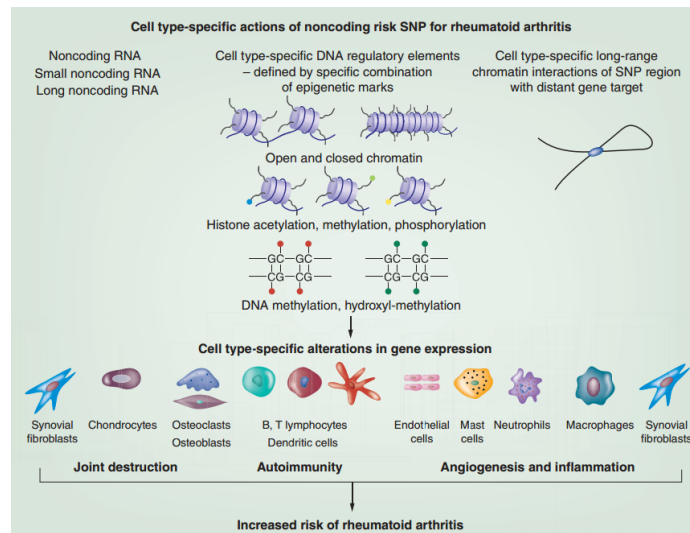 Cell type-specific actions of noncoding risk SNP for rheumatoid arthritis
Noncoding RNA
Small noncoding RNA
Long noncoding RNA
Cell type-specific DNA regulatory elements
– defined by specific combination
of epigenetic marks
Cell type-specific long-range
chromatin interactions of SNP region
with distant gene target
Open and closed chromatin
Histone acetylation, methylation, phosphorylation
GC GC
CG CG
GC GC
CG CG
DNA methylation, hydroxyl-methylation
Cell type-specific alterations in gene expression
Synovial
fibroblasts
Chondrocytes
Osteoclasts
Osteoblasts
B, T lymphocytes
Dendritic cells
Endothelial
cells
Mast
cells
Neutrophils
Macrophages
Synovial
fibroblasts
Joint destruction
Autoimmunity
Angiogenesis and inflammation
Increased risk of rheumatoid arthritis